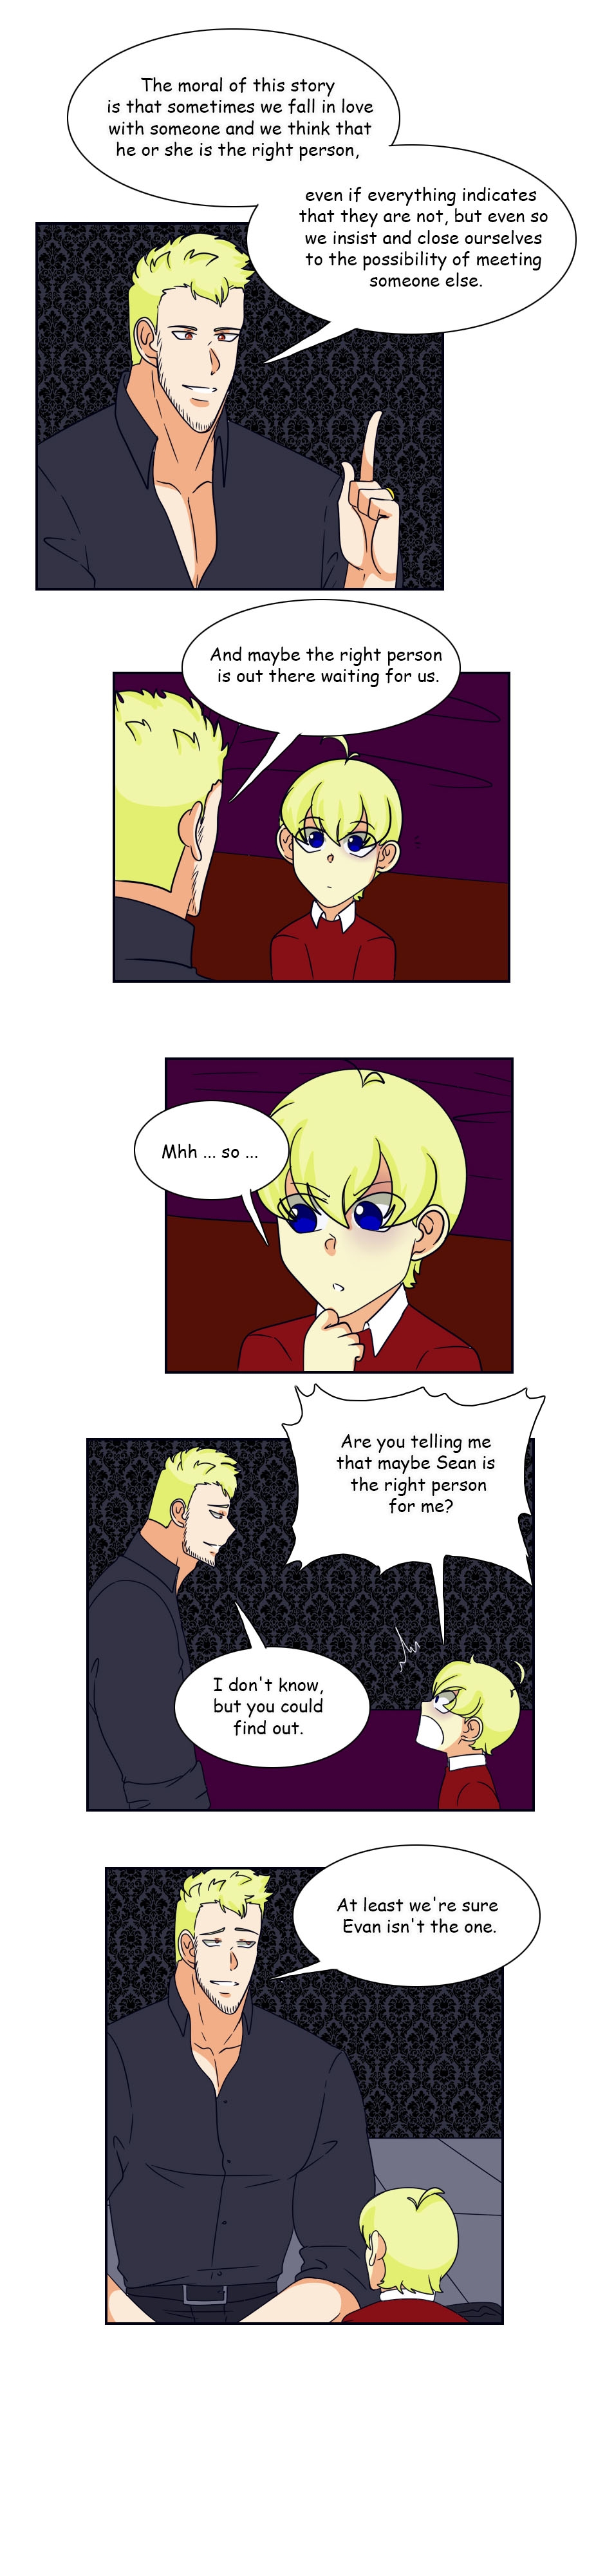 The moral of this story
is that sometimes we fall in love
with someone and we think that
he or she is the right person,
even if everything indicates
that they are not, but even so
we insist and close ourselves
to the possibility of meeting
someone else.
And maybe the right person
is out there waiting for us.
Mhh ... so ...
Are you telling me
that maybe Sean is
the right person
for me?
I don't know,
but you could
find out.
At least we're sure
Evan isn't the one.